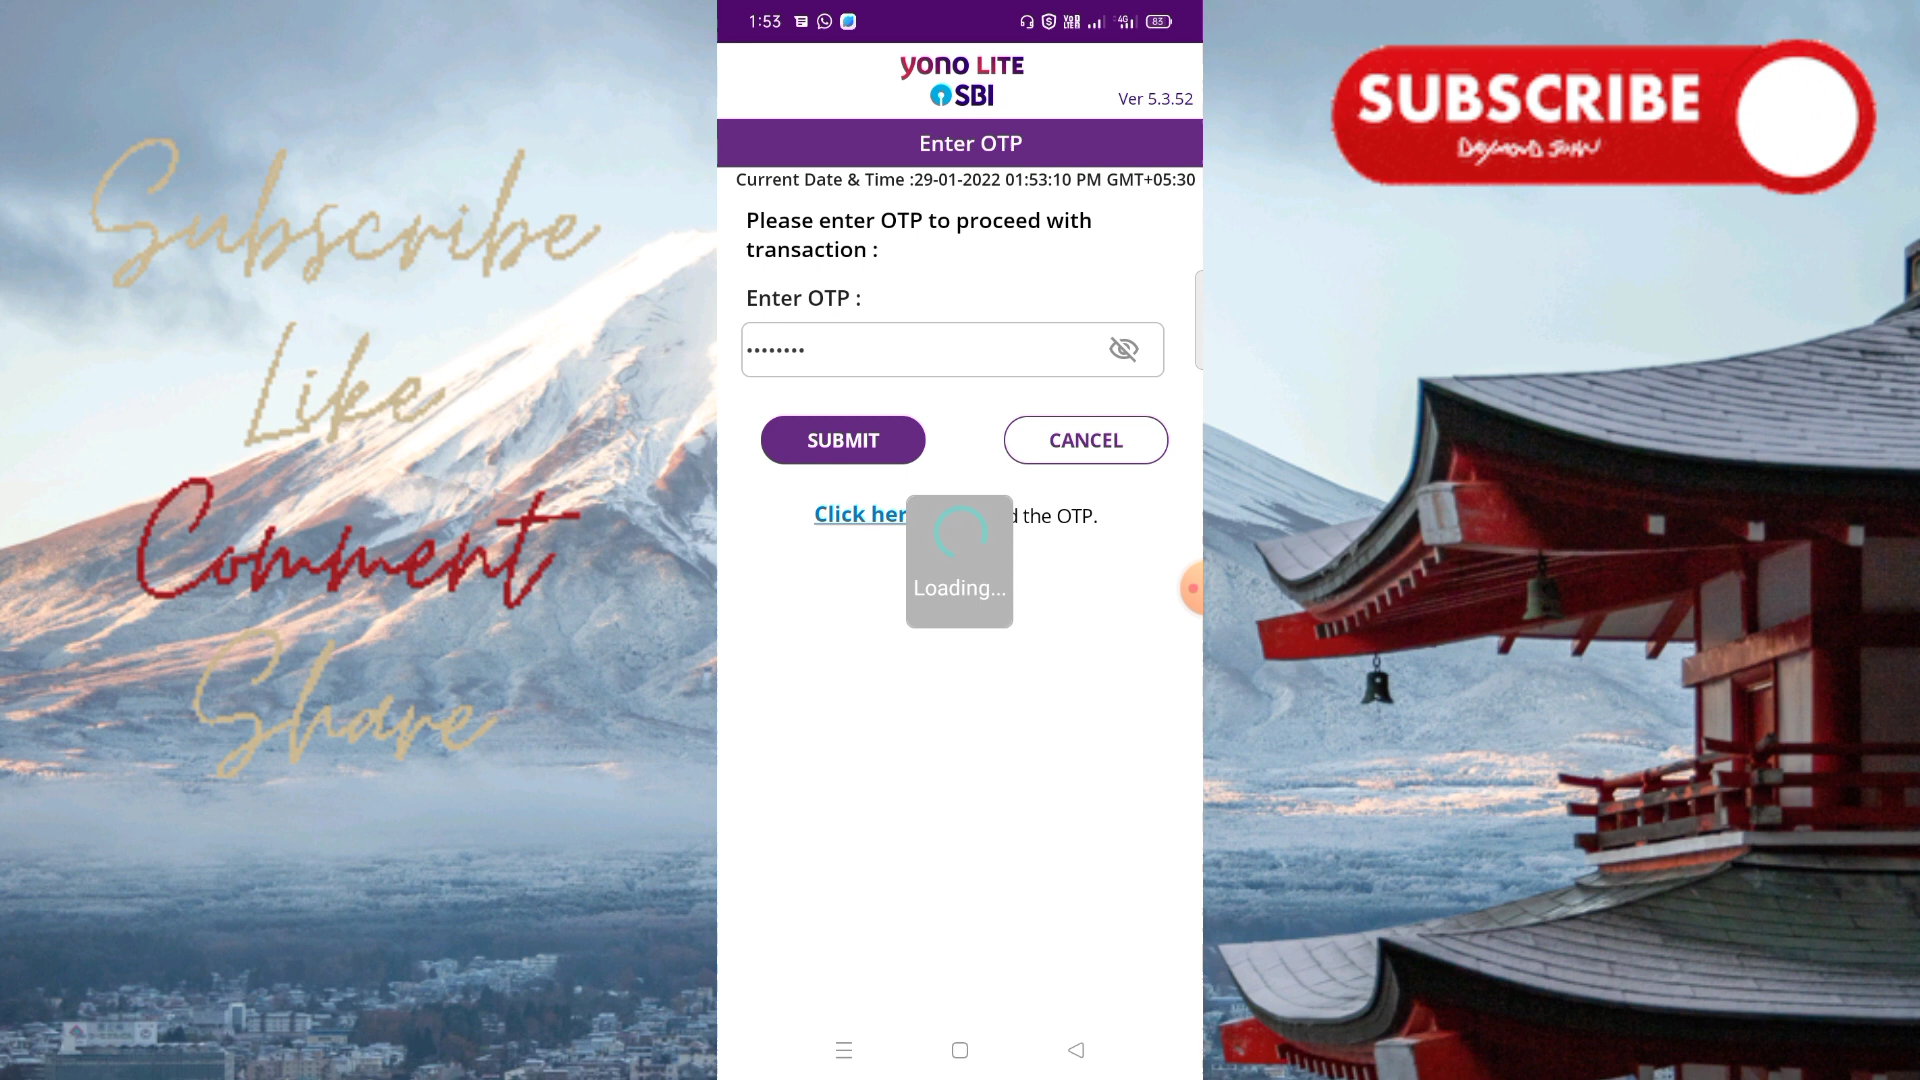 Subscribe
Like
Comment
Share
1:53
4G
83
yono LITE
SBI
Ver 5.3.52
Enter OTP
Current Date & Time :29-01-2022 01:53:10 PM GMT+05:30
Please enter OTP to proceed with
transaction :
Enter OTP :
••••••••
SUBMIT
CANCEL
Click her d the OTP.
Loading...
SUBSCRIBE